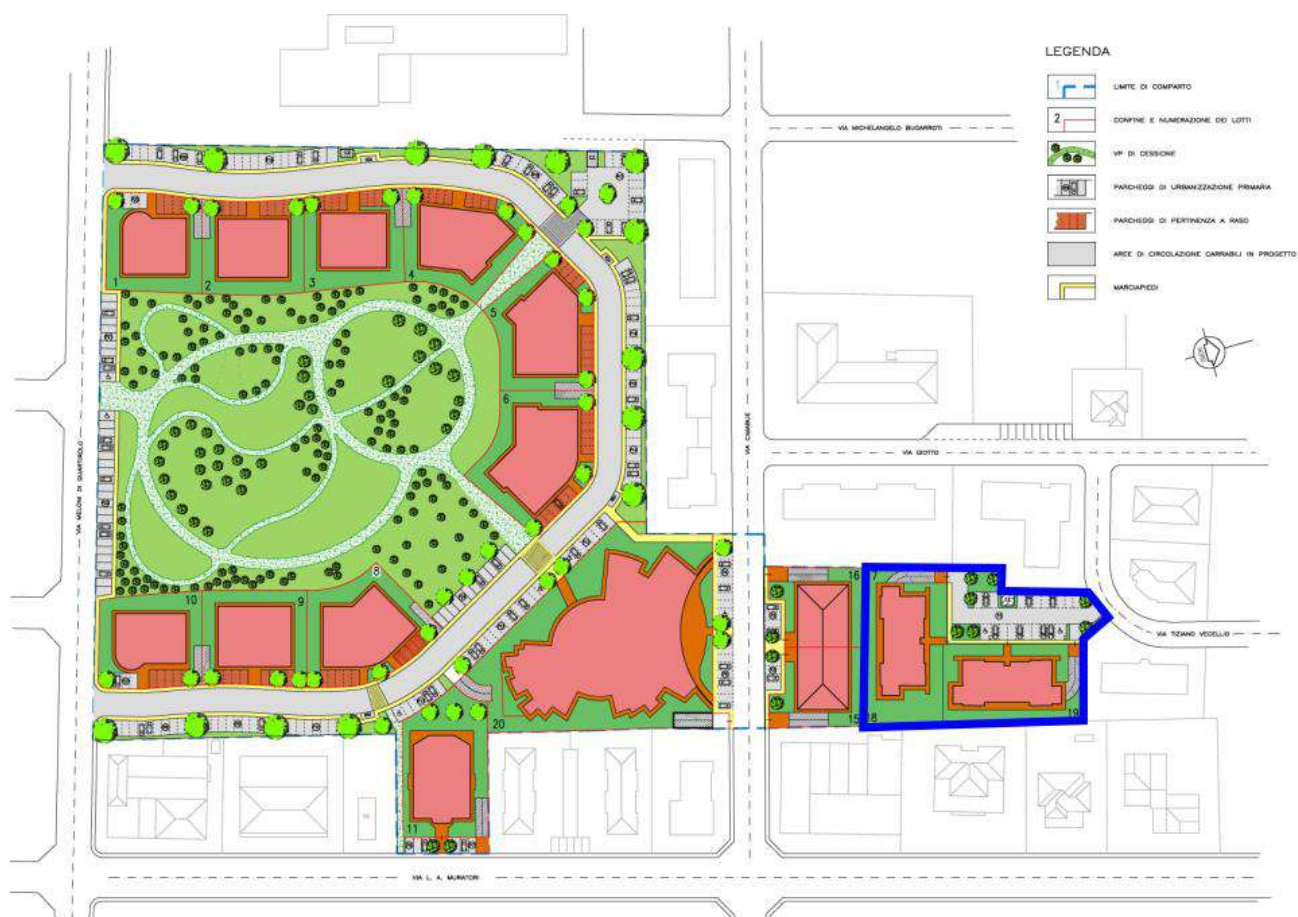 LEGENDA
LIMITE DI COMPARTO
2
CONFINE E NUMERAZIONE DEI LOTTI
VP DI CESSIONE
PARCHEGGI DI URBANIZZAZIONE PRIMARIA
PARCHEGGI DI PERTINENZA A RASO
AREE DI CIRCOLAZIONE CARRABILI IN PROGETTO
MARCIAPIEDI
VIA MICHELANGELO BUOARROTI
VIA MELONI DI QUARTIROLO
VIA CIMABUE
VIA GIOTTO
VIA TIZIANO VECELLIO
VIA L. A. MURATORI
1
2
3
4
5
6
8
10
9
16
7
20
15
18
19
11